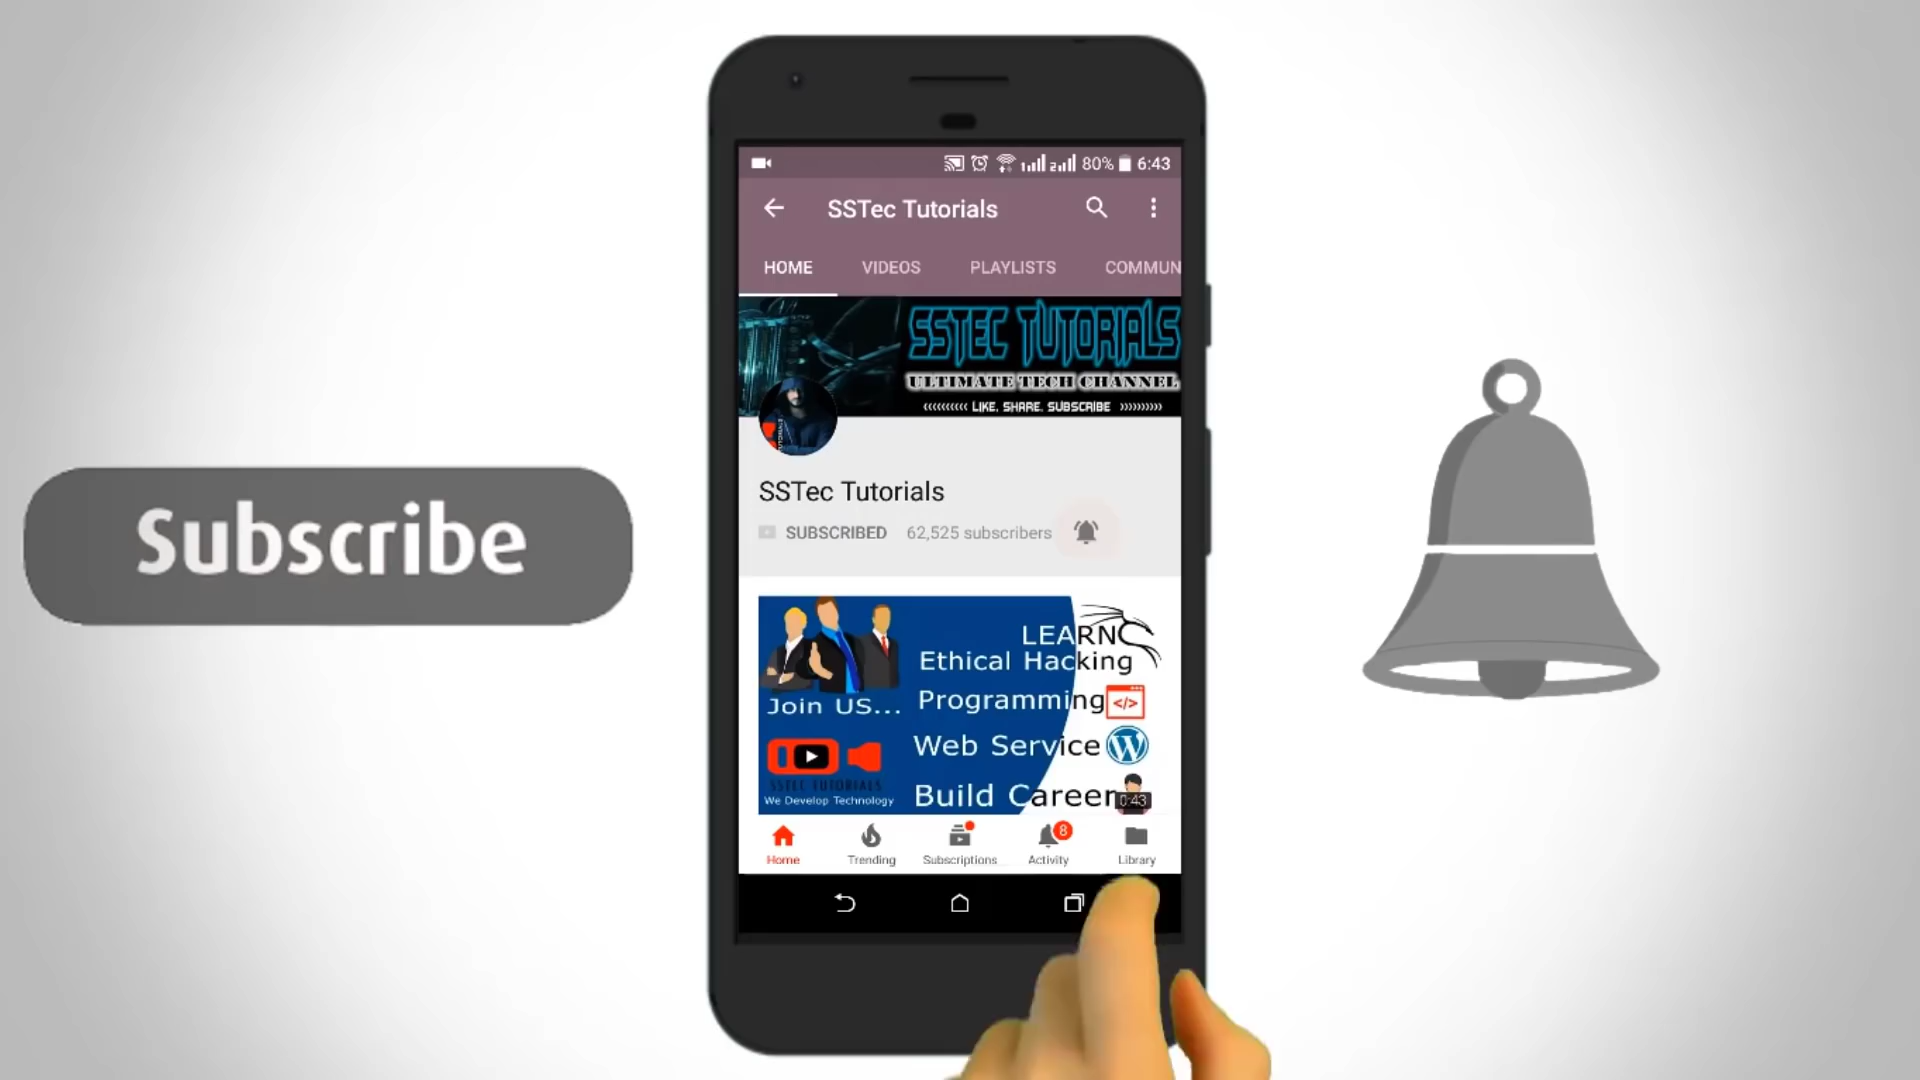 Subscribe
80% 6:43
SSTec Tutorials
HOME VIDEOS PLAYLISTS COMMUN
SSTEC TUTORIALS
ULTIMATE TECH CHANNEL
<<<<<<<<<< LIKE. SHARE. SUBSCRIBE >>>>>>>>>>
SSTec Tutorials
SUBSCRIBED 62,525 subscribers
LEARN
Ethical Hacking
Programming </>
Join US...
Web Service
SSTEC TUTORIALS
We Develop Technology
Build Career
0:43
8
Home Trending Subscriptions Activity Library